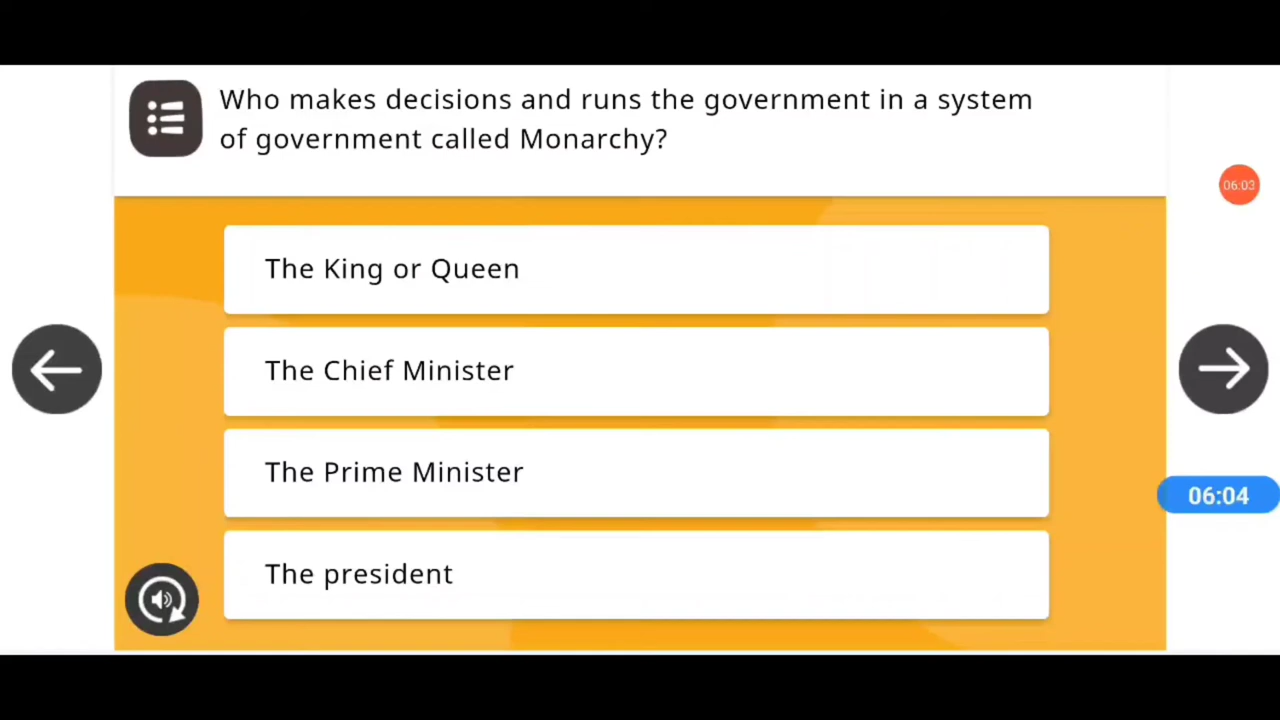 Who makes decisions and runs the government in a system
of government called Monarchy?
06:03
The King or Queen
The Chief Minister
The Prime Minister
06:04
The president